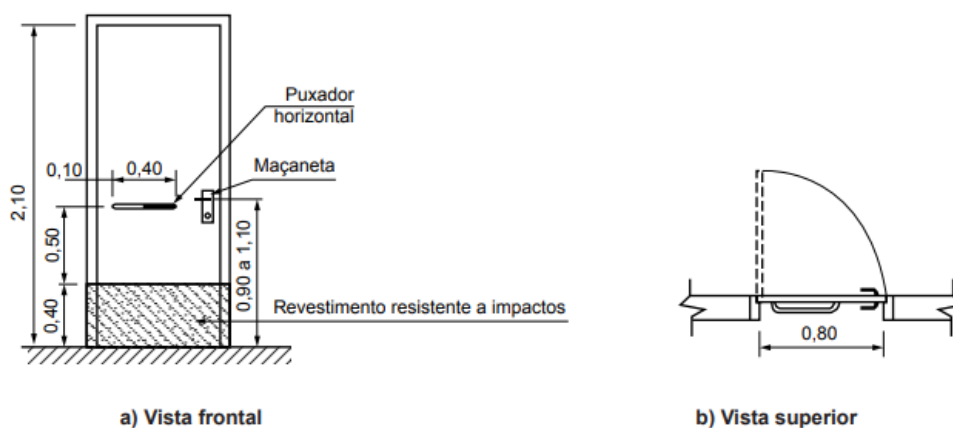 Puxador
horizontal
0,10
0,40
Maçaneta
2,10
0,50
0,90 a 1,10
0,40
Revestimento resistente a impactos
0,80
a) Vista frontal
b) Vista superior